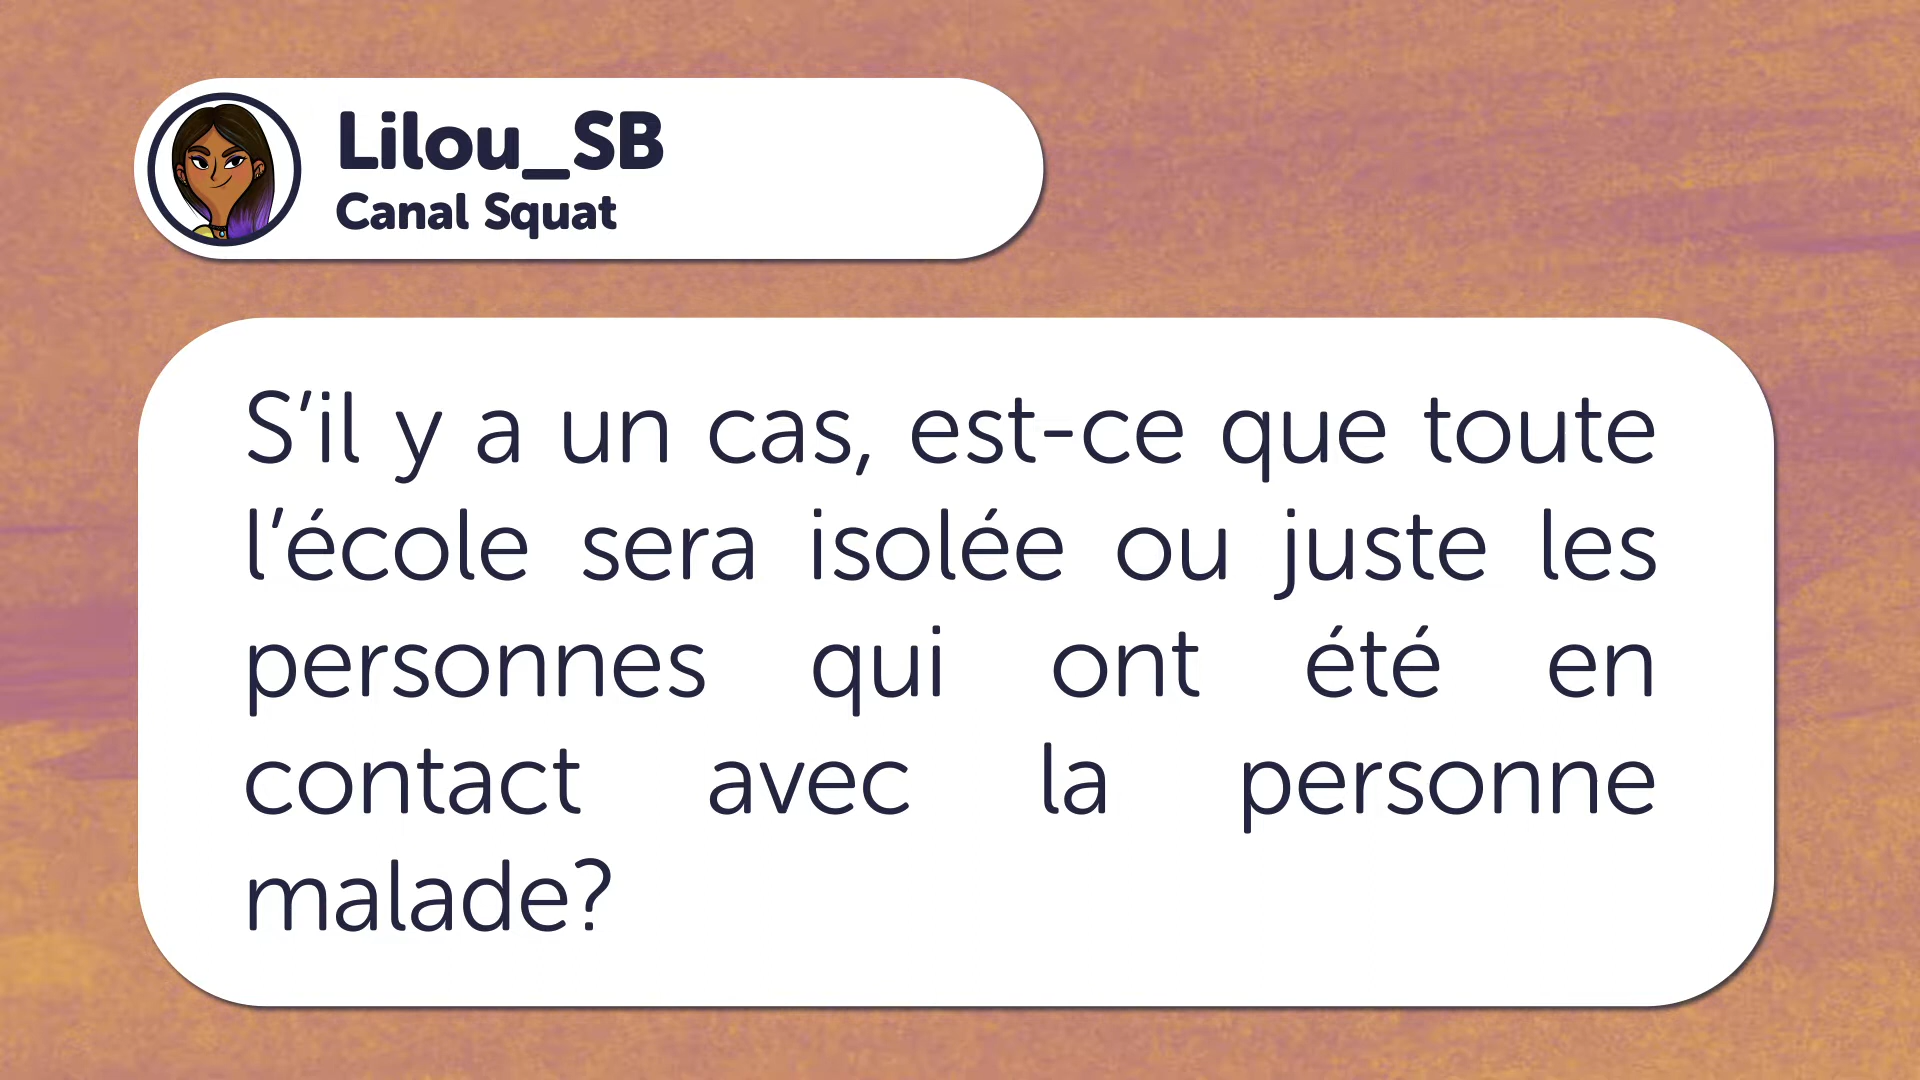 Lilou_SB
Canal Squat
S’il y a un cas, est-ce que toute
l’école sera isolée ou juste les
personnes qui ont été en
contact avec la personne
malade?